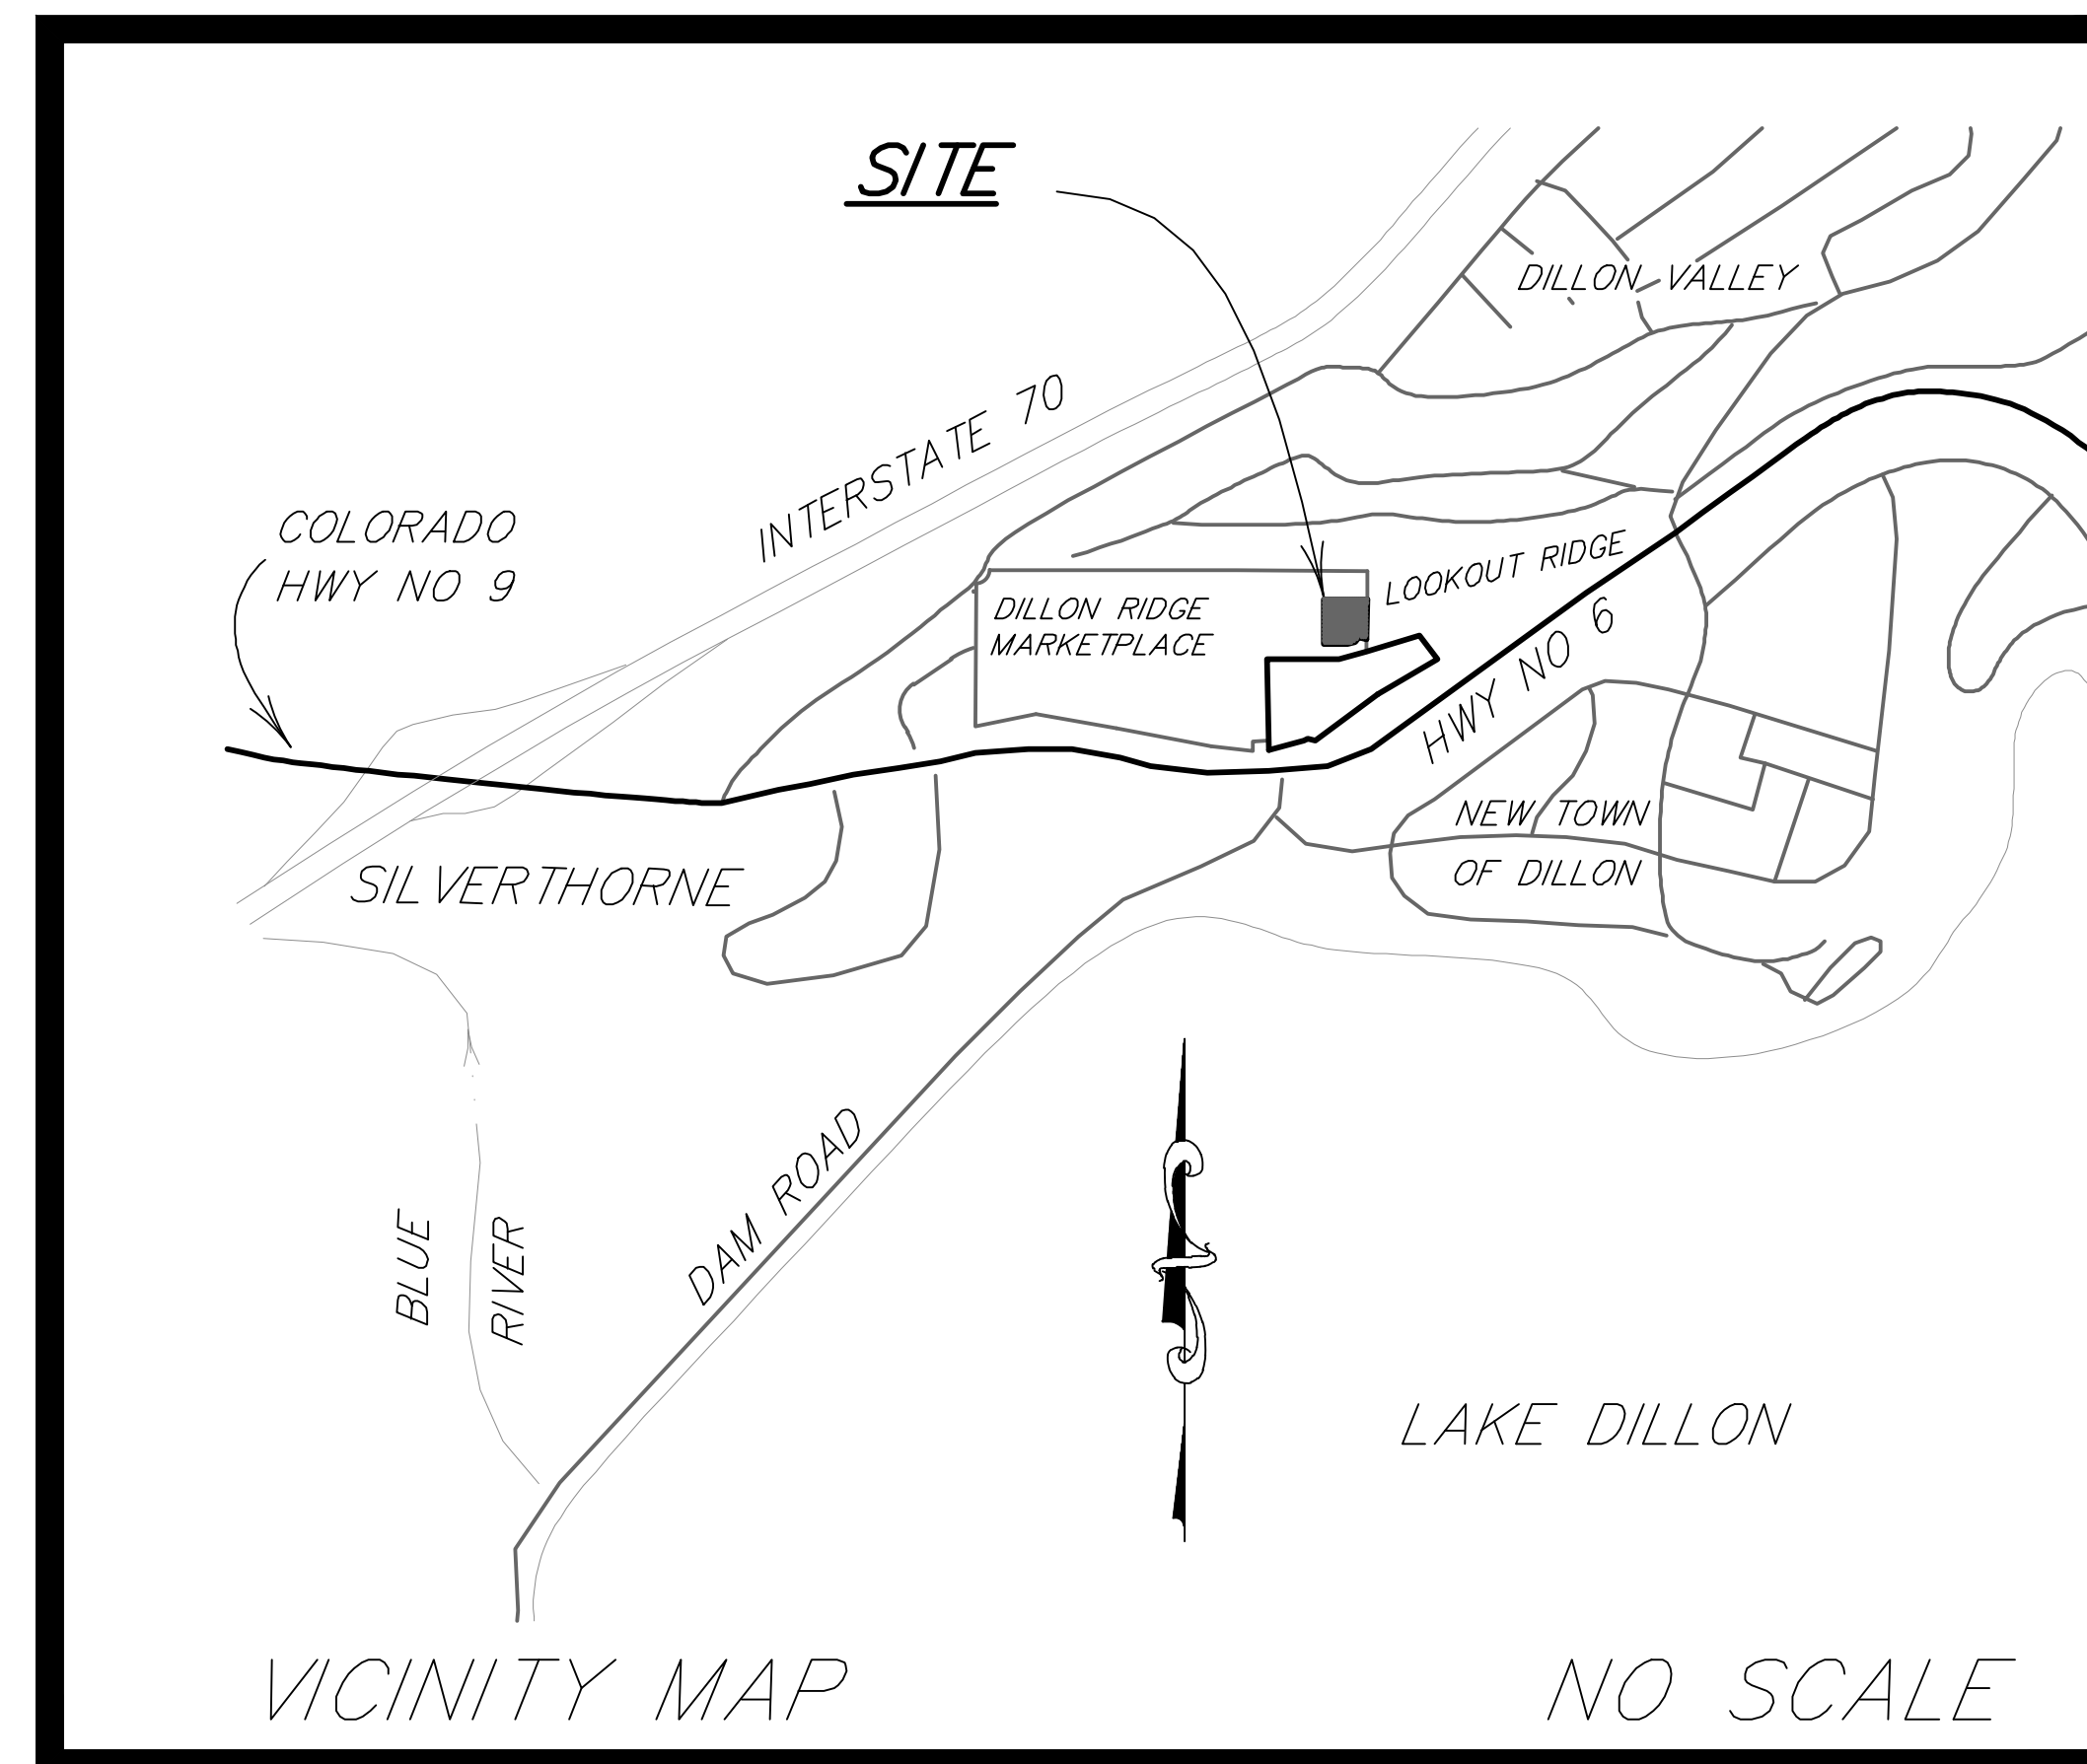 SITE
DILLON VALLEY
INTERSTATE 70
COLORADO
HWY NO 9
LOOKOUT RIDGE
DILLON RIDGE
MARKETPLACE
HWY NO 6
NEW TOWN
OF DILLON
SILVERTHORNE
DAM ROAD
BLUE
RIVER
LAKE DILLON
VICINITY MAP
NO SCALE